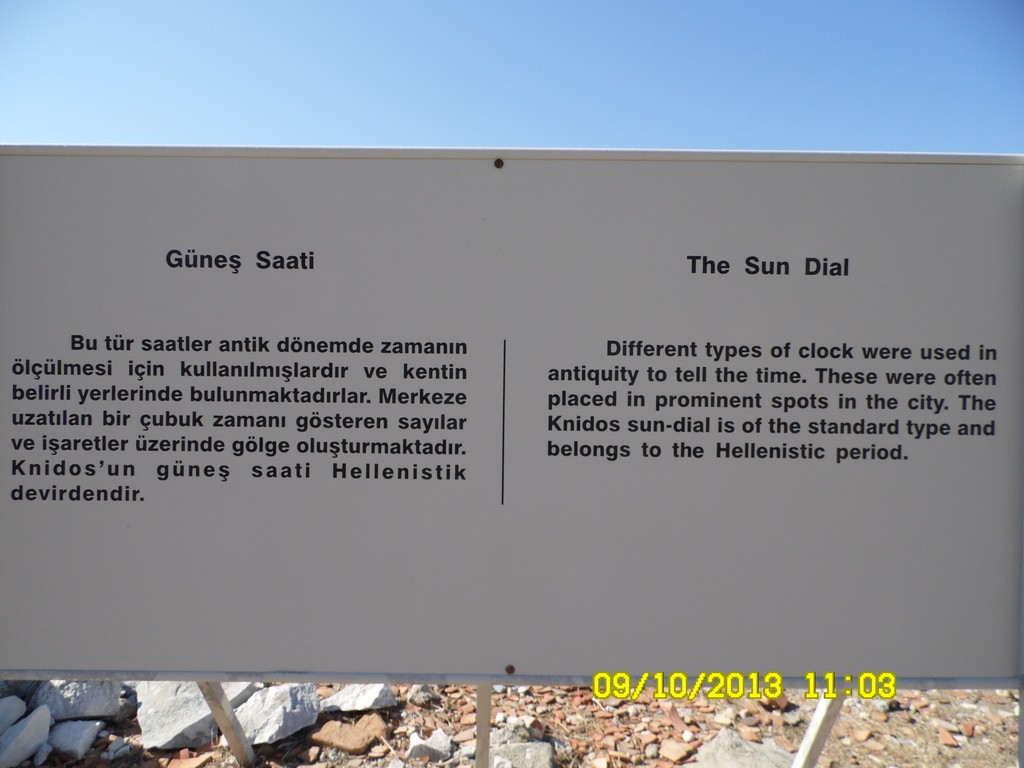 Güneş Saati
Bu tür saatler antik dönemde zamanın
ölçülmesi için kullanılmışlardır ve kentin
belirli yerlerinde bulunmaktadırlar. Merkeze
uzatılan bir çubuk zamanı gösteren sayılar
ve işaretler üzerinde gölge oluşturmaktadır.
Knidos'un güneş saati Hellenistik
devirdendir.
The Sun Dial
Different types of clock were used in
antiquity to tell the time. These were often
placed in prominent spots in the city. The
Knidos sun-dial is of the standard type and
belongs to the Hellenistic period.
09/10/2013 11:03